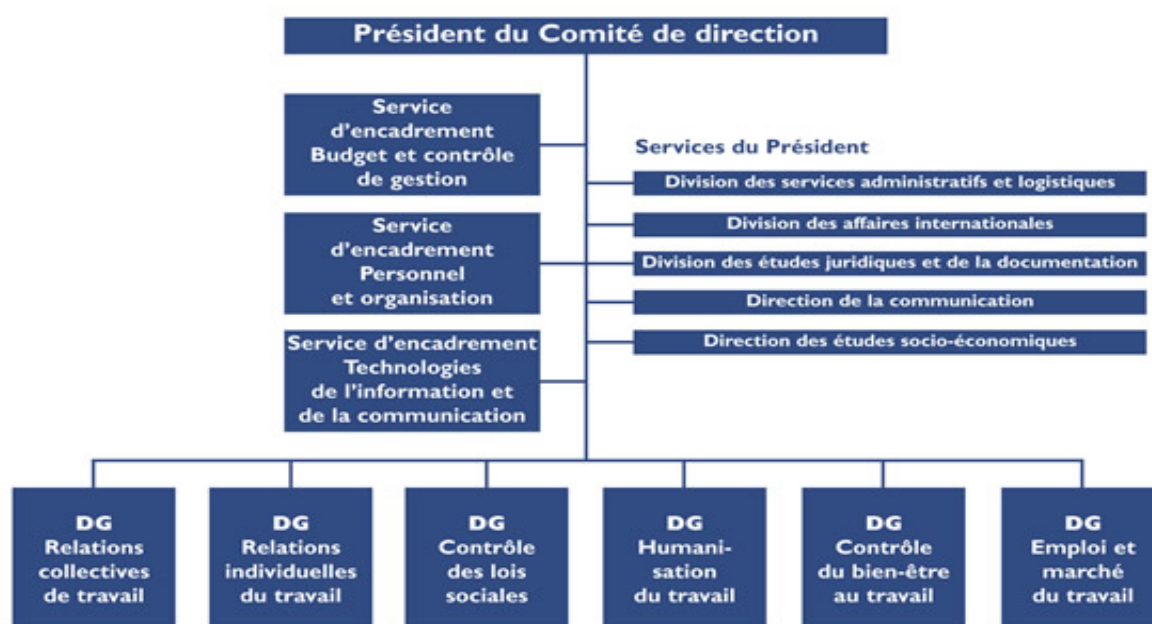 Président du Comité de direction
Service
d'encadrement
Budget et contrôle
de gestion
Service
d'encadrement
Personnel
et organisation
Service d'encadrement
Technologies
de l'information et
de la communication
Services du Président
Division des services administratifs et logistiques
Division des affaires internationales
Division des études juridiques et de la documentation
Direction de la communication
Direction des études socio-économiques
DG
Relations
collectives
de travail
DG
Relations
individuelles
du travail
DG
Contrôle
des lois
sociales
DG
Humani-
sation
du travail
DG
Contrôle
du bien-être
au travail
DG
Emploi et
marché
du travail